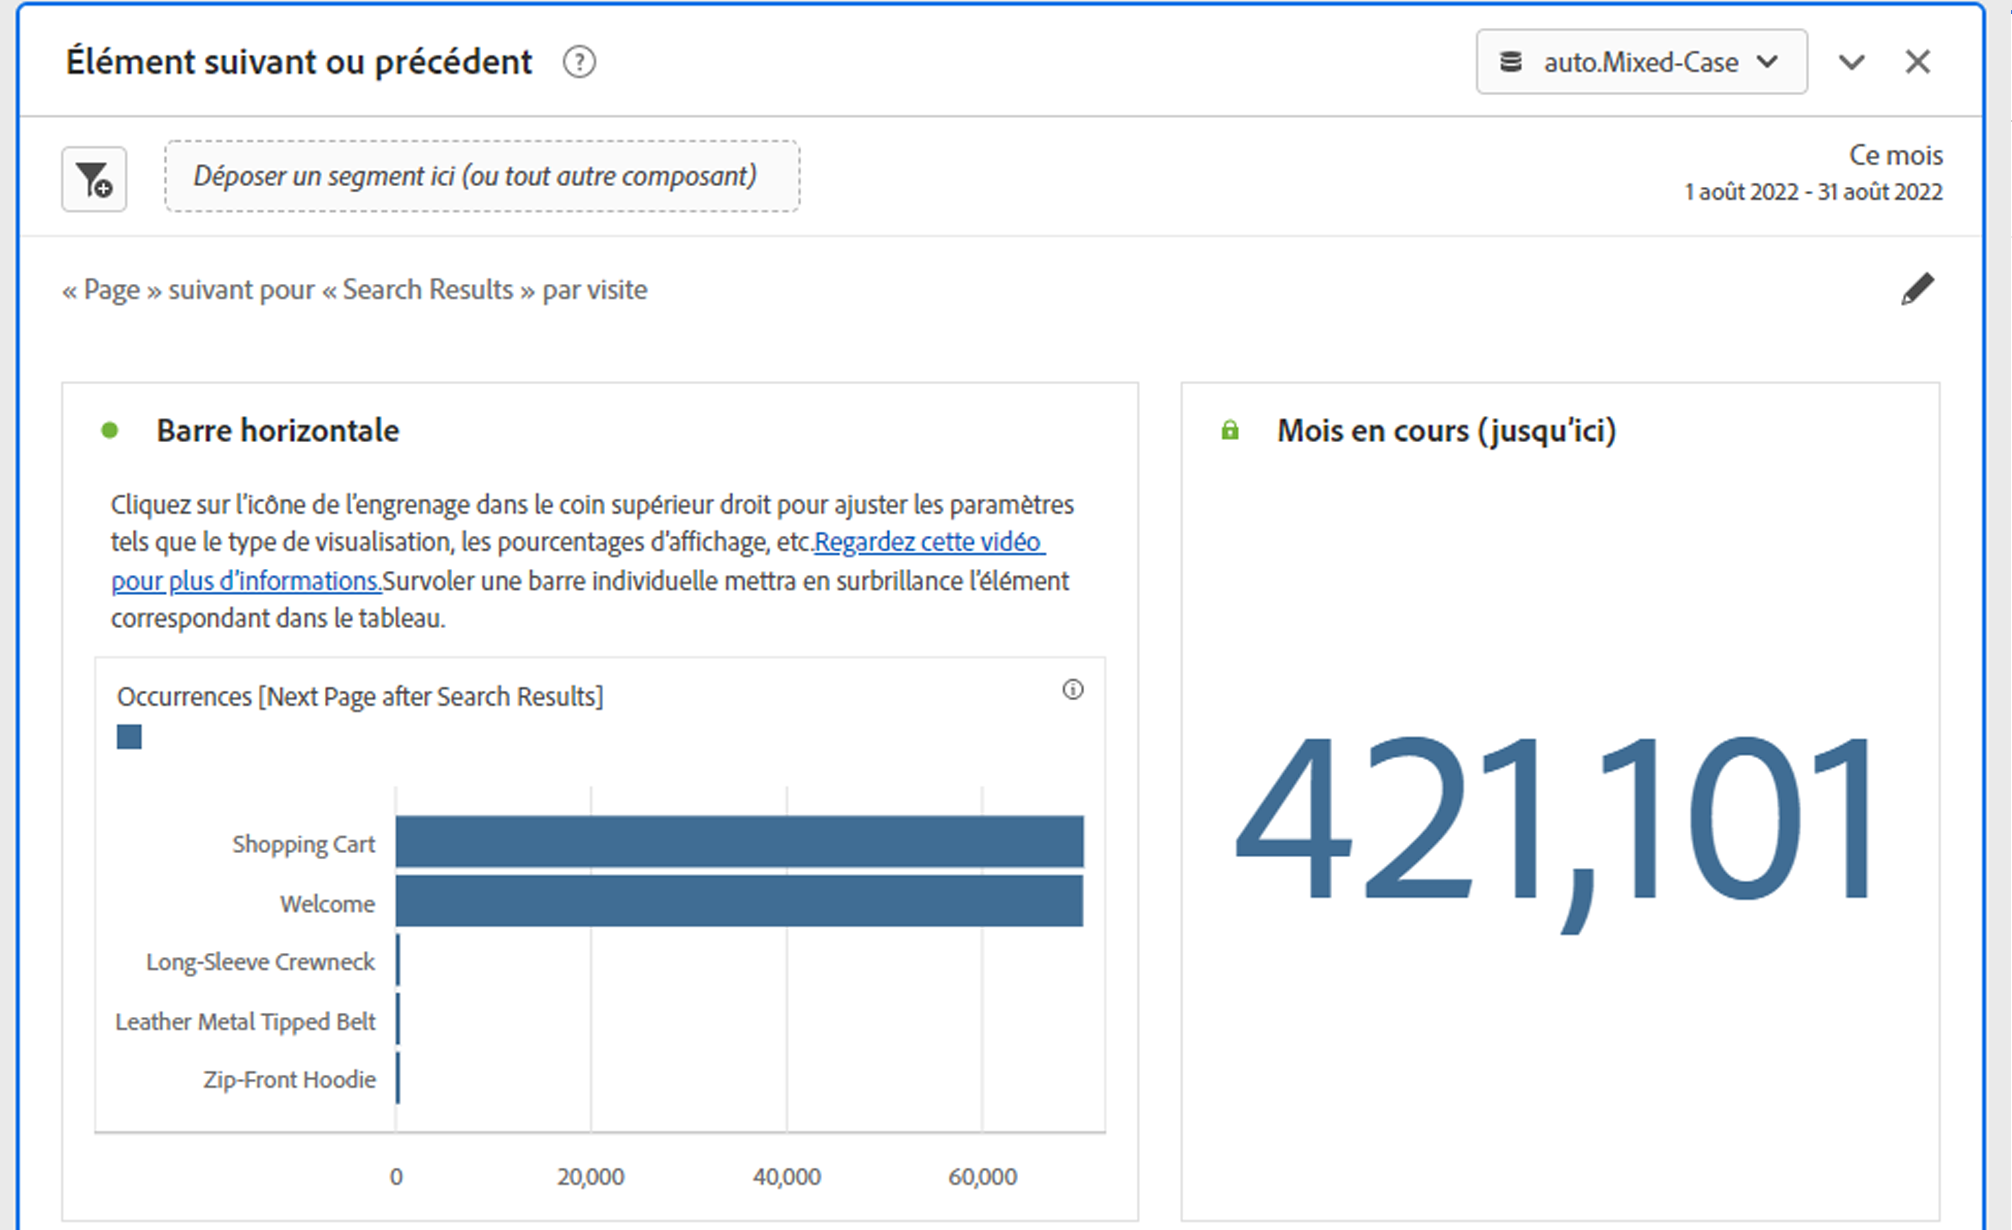 Élément suivant ou précédent ?
auto.Mixed-Case
Déposer un segment ici (ou tout autre composant)
Ce mois
1 août 2022 - 31 août 2022
« Page » suivant pour « Search Results » par visite
Barre horizontale
Cliquez sur l’icône de l’engrenage dans le coin supérieur droit pour ajuster les paramètres
tels que le type de visualisation, les pourcentages d’affichage, etc.Regardez cette vidéo
pour plus d’informations.Survoler une barre individuelle mettra en surbrillance l’élément
correspondant dans le tableau.
Occurrences [Next Page after Search Results]
Shopping Cart
Welcome
Long-Sleeve Crewneck
Leather Metal Tipped Belt
Zip-Front Hoodie
0 20,000 40,000 60,000
Mois en cours (jusqu’ici)
421,101